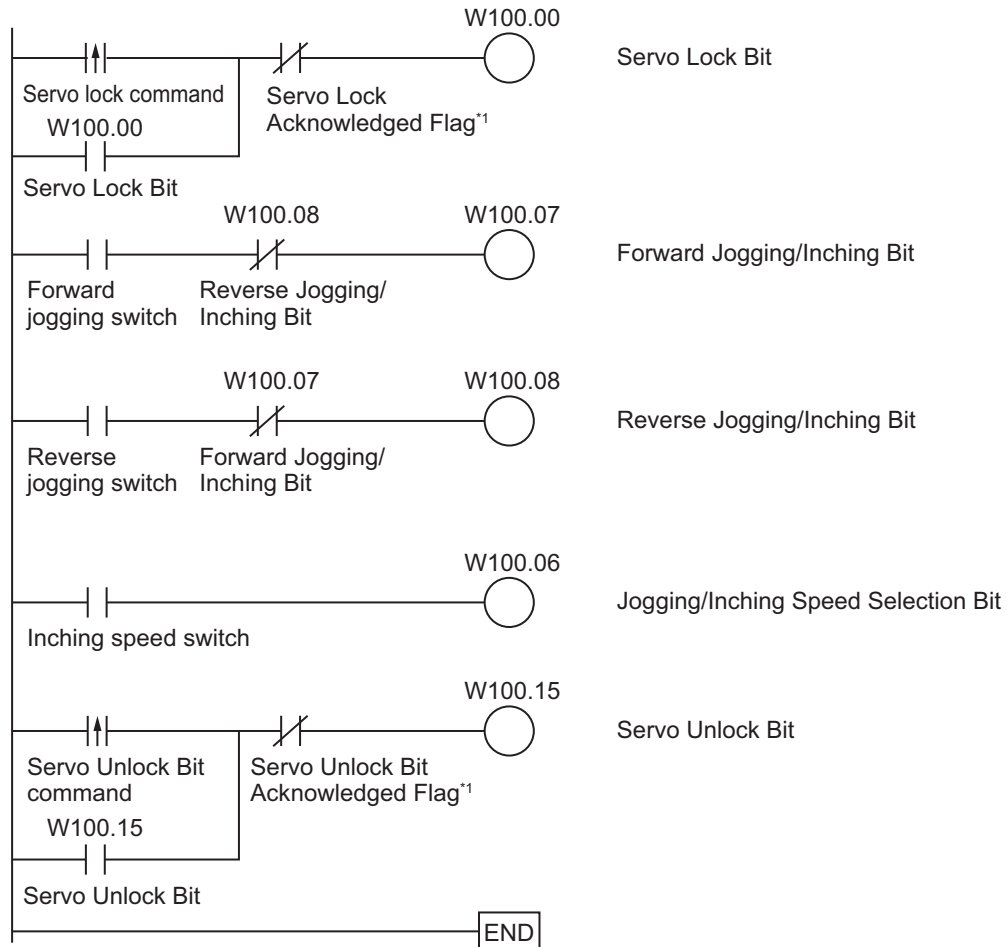 W100.00
Servo Lock Bit
Servo lock command
Servo Lock
Acknowledged Flag*1
W100.00
Servo Lock Bit
W100.08
W100.07
Forward Jogging/Inching Bit
Forward
jogging switch
Reverse Jogging/
Inching Bit
W100.07
W100.08
Reverse Jogging/Inching Bit
Reverse
jogging switch
Forward Jogging/
Inching Bit
W100.06
Jogging/Inching Speed Selection Bit
Inching speed switch
W100.15
Servo Unlock Bit
Servo Unlock Bit
command
Servo Unlock Bit
Acknowledged Flag*1
W100.15
Servo Unlock Bit
END